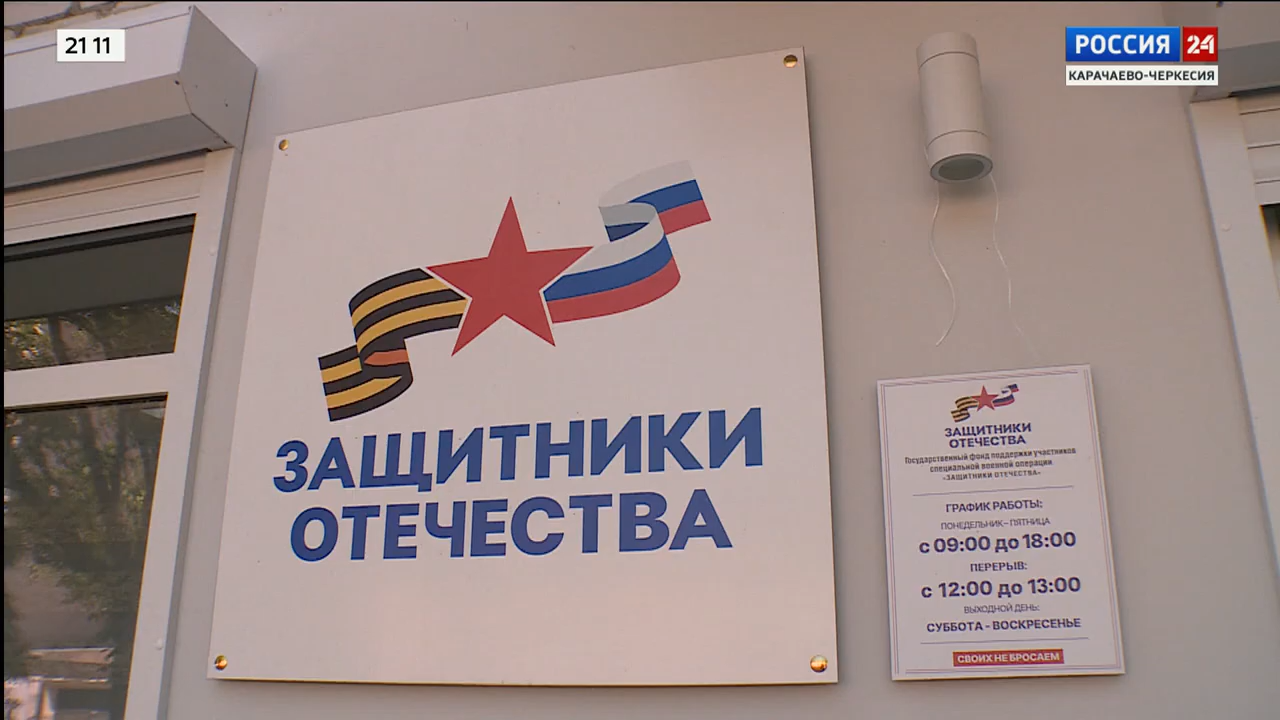 21 11
РОССИЯ 24
КАРАЧАЕВО-ЧЕРКЕСИЯ
ЗАЩИТНИКИ
ОТЕЧЕСТВА
ЗАЩИТНИКИ
ОТЕЧЕСТВА
Государственный фонд поддержки участников
специальной военной операции
«ЗАЩИТНИКИ ОТЕЧЕСТВА»
ГРАФИК РАБОТЫ:
ПОНЕДЕЛЬНИК – ПЯТНИЦА
с 09:00 до 18:00
ПЕРЕРЫВ:
с 12:00 до 13:00
ВЫХОДНОЙ ДЕНЬ:
СУББОТА - ВОСКРЕСЕНЬЕ
СВОИХ НЕ БРОСАЕМ